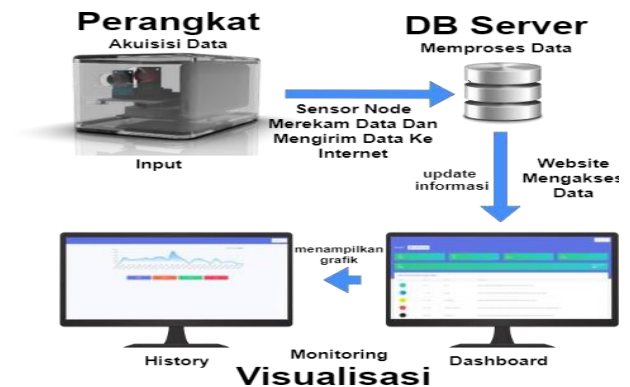 Perangkat
Akuisisi Data
DB Server
Memproses Data
Sensor Node
Merekam Data Dan
Mengirim Data Ke
Internet
Input
update
informasi
Website
Mengakses
Data
menampilkan
grafik
History
Monitoring
Dashboard
Visualisasi